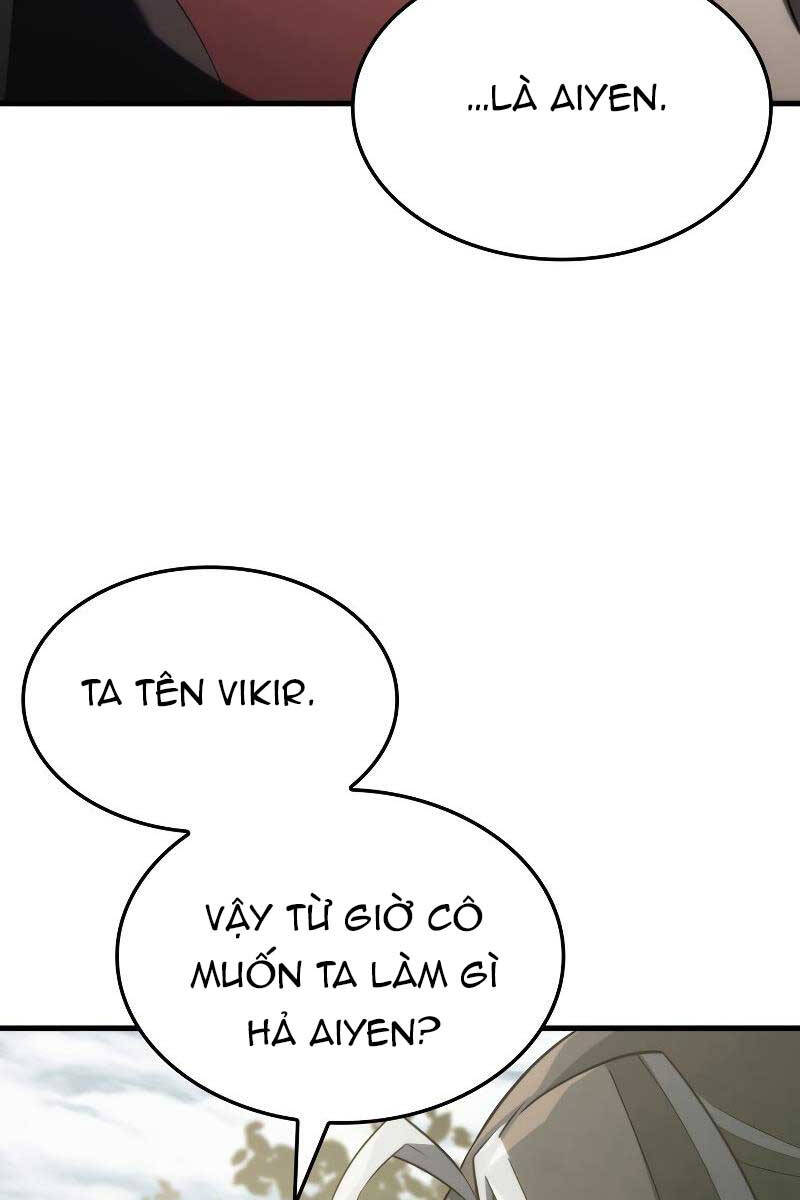 ...LÀ AIYEN.
TA TÊN VIKIR.
VẬY TỪ GIỜ CÔ
MUỐN TA LÀM GÌ
HẢ AIYEN?